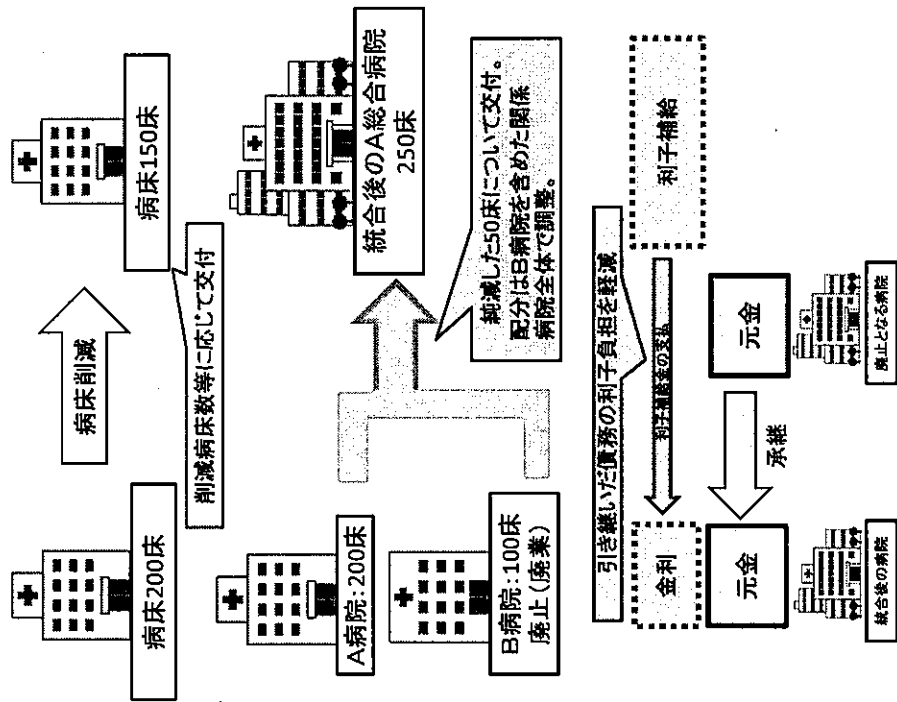 病床200床
病床削減
病床150床
削減病床数等に応じて交付
A病院:200床
B病院:100床
廃止(廃業)
統合後のA総合病院
250床
純減した50床について交付。
配分はB病院を含めた関係
病院全体で調整。
引き継いだ債務の利子負担を軽減
金利
利子補給金の支払
利子補給
元金
承継
元金
統合後の病院
廃止となる病院